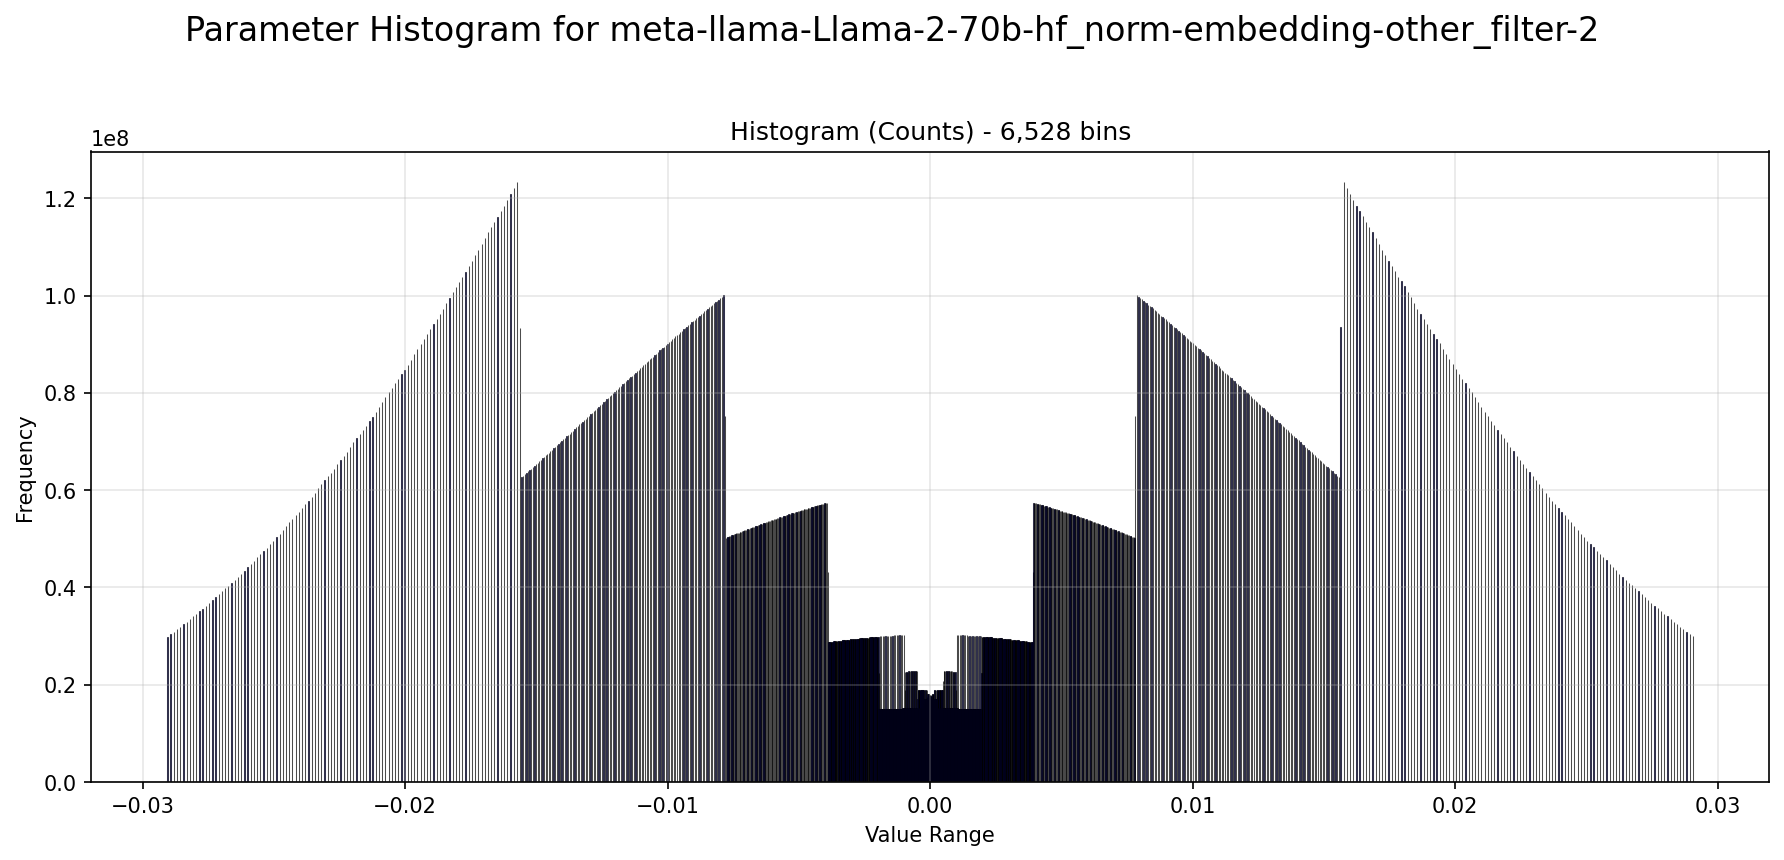 Parameter Histogram for meta-llama-Llama-2-70b-hf_norm-embedding-other_filter-2
Histogram (Counts) - 6,528 bins
1e8
1.2
1.0
0.8
0.6
0.4
0.2
0.0
Frequency
−0.03 −0.02 −0.01 0.00 0.01 0.02 0.03
Value Range